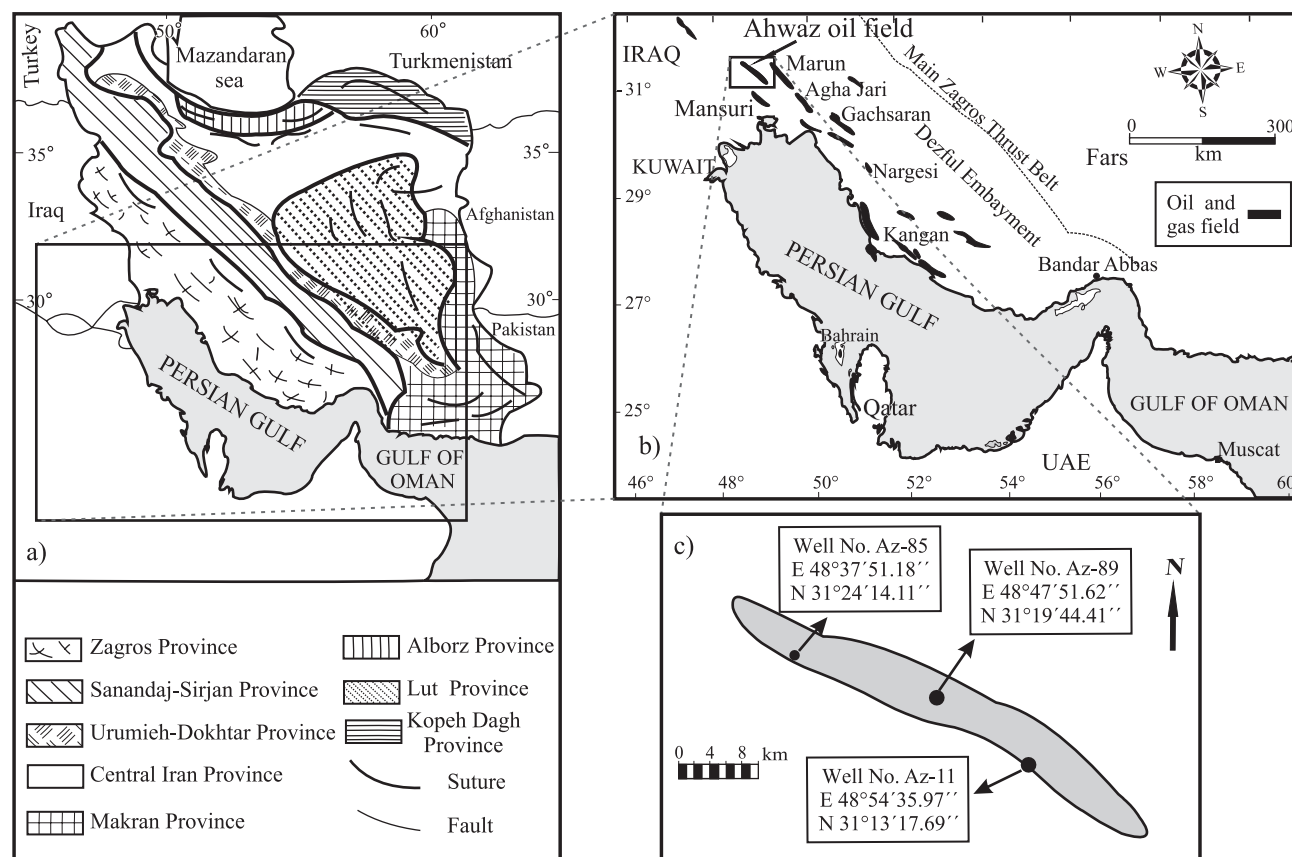 50°
60°
Turkey
Mazandaran
sea
Turkmenistan
35°
35°
Iraq
Afghanistan
30°
30°
Pakistan
PERSIAN GULF
GULF OF
OMAN
a)
Zagros Province
Sanandaj-Sirjan Province
Urumieh-Dokhtar Province
Central Iran Province
Makran Province
Alborz Province
Lut Province
Kopeh Dagh
Province
Suture
Fault
Ahwaz oil field
IRAQ
Marun
31°
Agha Jari
Mansuri
Gachsaran
Main Zagros Thrust Belt
N
W
E
S
0
300
km
Fars
KUWAIT
Dezful Embayment
Nargesi
29°
Oil and
gas field
Kangan
Bandar Abbas
PERSIAN GULF
27°
Bahrain
Qatar
25°
GULF OF OMAN
b)
Muscat
UAE
46°
48°
50°
52°
54°
56°
58°
60
c)
Well No. Az-85
E 48°37´51.18´´
N 31°24´14.11´´
Well No. Az-89
E 48°47´51.62´´
N 31°19´44.41´´
N
0 4 8 km
Well No. Az-11
E 48°54´35.97´´
N 31°13´17.69´´